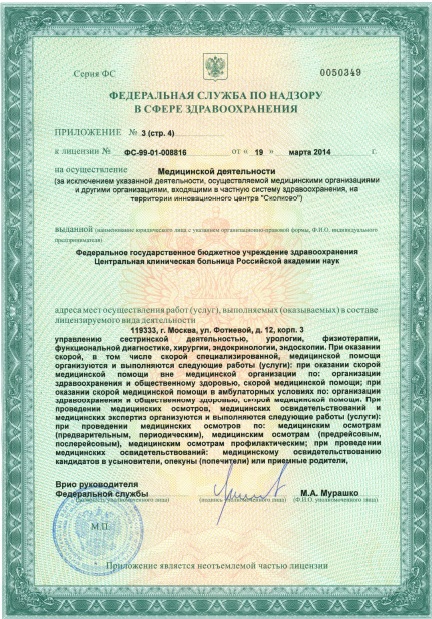 Серия ФС 0050349
ФЕДЕРАЛЬНАЯ СЛУЖБА ПО НАДЗОРУ
В СФЕРЕ ЗДРАВООХРАНЕНИЯ
ПРИЛОЖЕНИЕ № 3 (стр. 4)
к лицензии № ФС-99-01-008816 от « 19 » марта 2014 г.
на осуществление Медицинской деятельности
(за исключением указанной деятельности, осуществляемой медицинскими организациями
и другими организациями, входящими в частную систему здравоохранения, на
территории инновационного центра "Сколково")
выданной (наименование юридического лица с указанием организационно-правовой формы, Ф.И.О. индивидуального
предпринимателя)
Федеральное государственное бюджетное учреждение здравоохранения
Центральная клиническая больница Российской академии наук
адреса мест осуществления работ (услуг), выполняемых (оказываемых) в составе
лицензируемого вида деятельности
119333, г. Москва, ул. Фотиевой, д. 12, корп. 3
управлению сестринской деятельностью, урологии, физиотерапии,
функциональной диагностике, хирургии, эндокринологии, эндоскопии. При оказании
скорой, в том числе скорой специализированной, медицинской помощи
организуются и выполняются следующие работы (услуги): при оказании скорой
медицинской помощи вне медицинской организации по: организации
здравоохранения и общественному здоровью, скорой медицинской помощи; при
оказании скорой медицинской помощи в амбулаторных условиях по: организации
здравоохранения и общественному здоровью, скорой медицинской помощи. При
проведении медицинских осмотров, медицинских освидетельствований и
медицинских экспертиз организуются и выполняются следующие работы (услуги):
при проведении медицинских осмотров по: медицинским осмотрам
(предварительным, периодическим), медицинским осмотрам (предрейсовым,
послерейсовым), медицинским осмотрам профилактическим; при проведении
медицинских освидетельствований: медицинскому освидетельствованию
кандидатов в усыновители, опекуны (попечители) или приемные родители,
Врио руководителя
Федеральной службы М.А. Мурашко
(должность уполномоченного лица) (подпись уполномоченного лица) (Ф.И.О. уполномоченного лица)
М.П.
Приложение является неотъемлемой частью лицензии